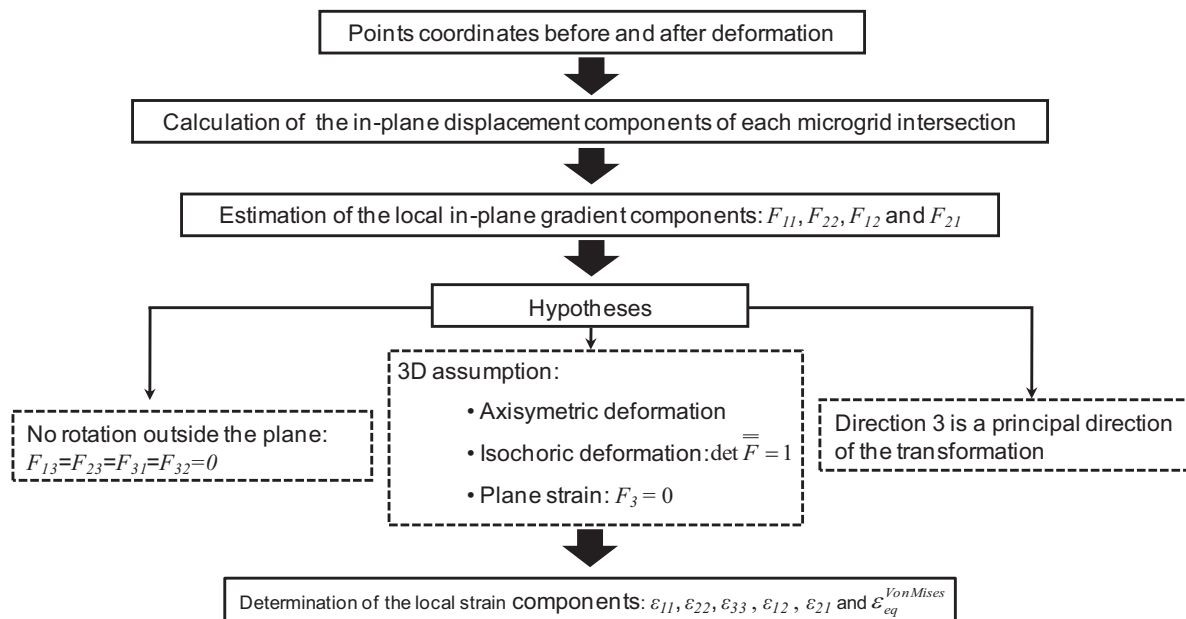 Points coordinates before and after deformation
Calculation of the in-plane displacement components of each microgrid intersection
Estimation of the local in-plane gradient components: F₁₁, F₂₂, F₁₂ and F₂₁
Hypotheses
No rotation outside the plane:
F₁₃=F₂₃=F₃₁=F₃₂=0
3D assumption:
• Axisymetric deformation
• Isochoric deformation: det F̿ = 1
• Plane strain: F₃ = 0
Direction 3 is a principal direction
of the transformation
Determination of the local strain components: ε₁₁, ε₂₂, ε₃₃ , ε₁₂ , ε₂₁ and ε_eq^VonMises